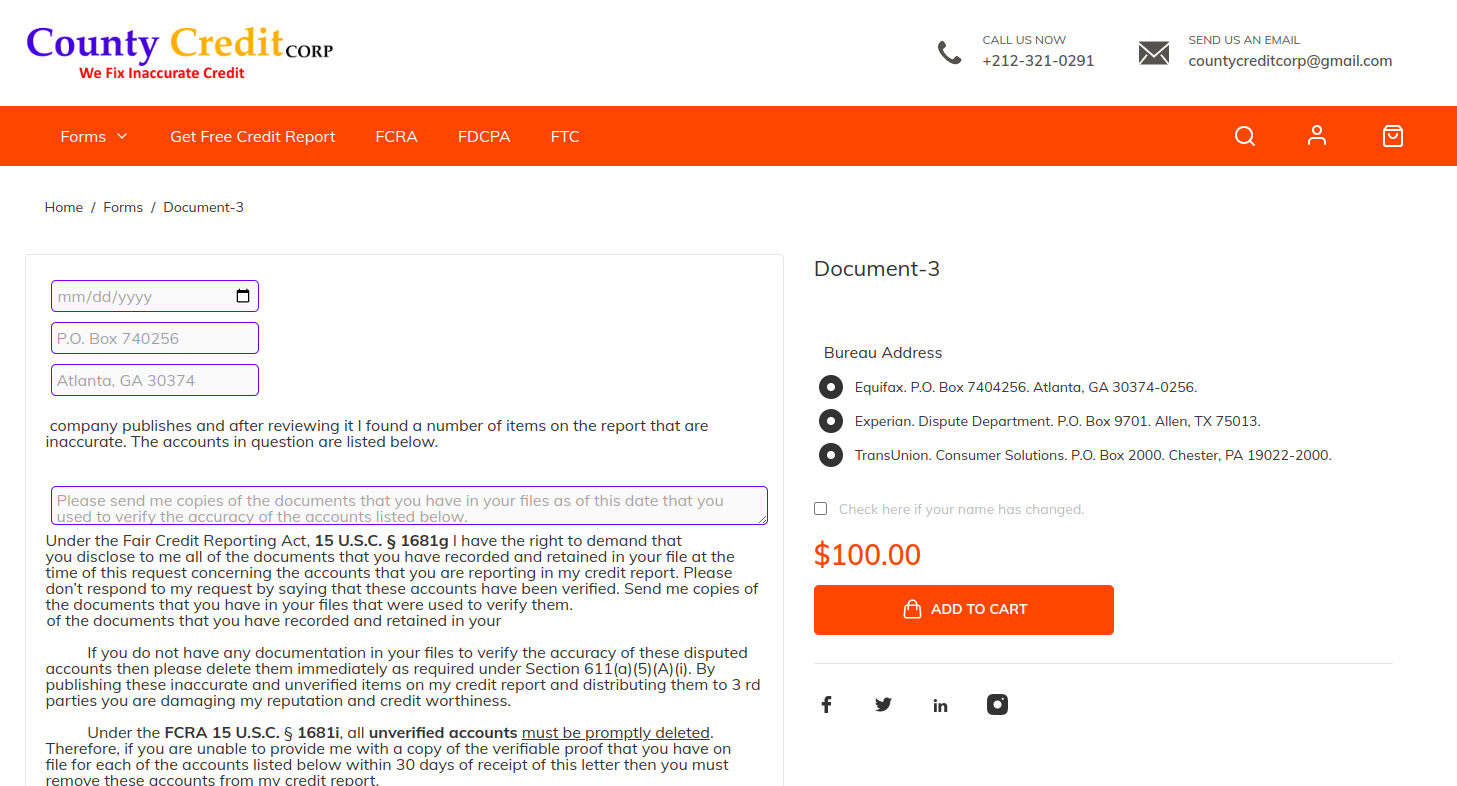 County Credit CORP
We Fix Inaccurate Credit
CALL US NOW
+212-321-0291
SEND US AN EMAIL
countycreditcorp@gmail.com
Forms
Get Free Credit Report
FCRA
FDCPA
FTC
Home / Forms / Document-3
mm/dd/yyyy
P.O. Box 740256
Atlanta, GA 30374
company publishes and after reviewing it I found a number of items on the report that are
inaccurate. The accounts in question are listed below.
Please send me copies of the documents that you have in your files as of this date that you
used to verify the accuracy of the accounts listed below.
Under the Fair Credit Reporting Act, 15 U.S.C. § 1681g I have the right to demand that
you disclose to me all of the documents that you have recorded and retained in your file at the
time of this request concerning the accounts that you are reporting in my credit report. Please
don't respond to my request by saying that these accounts have been verified. Send me copies of
the documents that you have in your files that were used to verify them.
of the documents that you have recorded and retained in your
If you do not have any documentation in your files to verify the accuracy of these disputed
accounts then please delete them immediately as required under Section 611(a)(5)(A)(i). By
publishing these inaccurate and unverified items on my credit report and distributing them to 3 rd
parties you are damaging my reputation and credit worthiness.
Under the FCRA 15 U.S.C. § 1681i, all unverified accounts must be promptly deleted.
Therefore, if you are unable to provide me with a copy of the verifiable proof that you have on
file for each of the accounts listed below within 30 days of receipt of this letter then you must
remove these accounts from my credit report.
Document-3
Bureau Address
Equifax. P.O. Box 7404256. Atlanta, GA 30374-0256.
Experian. Dispute Department. P.O. Box 9701. Allen, TX 75013.
TransUnion. Consumer Solutions. P.O. Box 2000. Chester, PA 19022-2000.
Check here if your name has changed.
$100.00
ADD TO CART